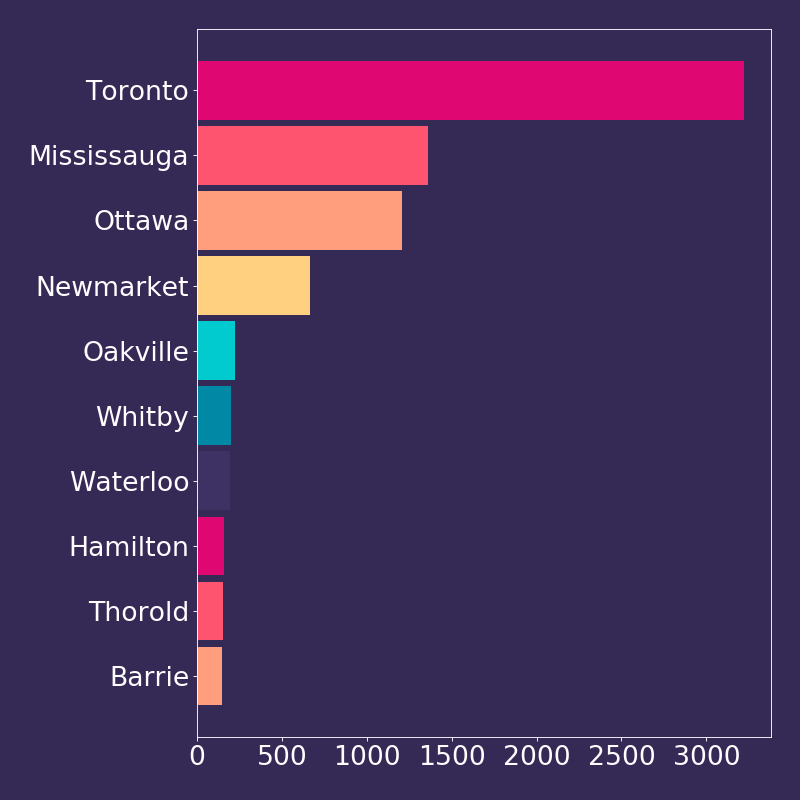 Toronto
Mississauga
Ottawa
Newmarket
Oakville
Whitby
Waterloo
Hamilton
Thorold
Barrie
0 500 1000 1500 2000 2500 3000